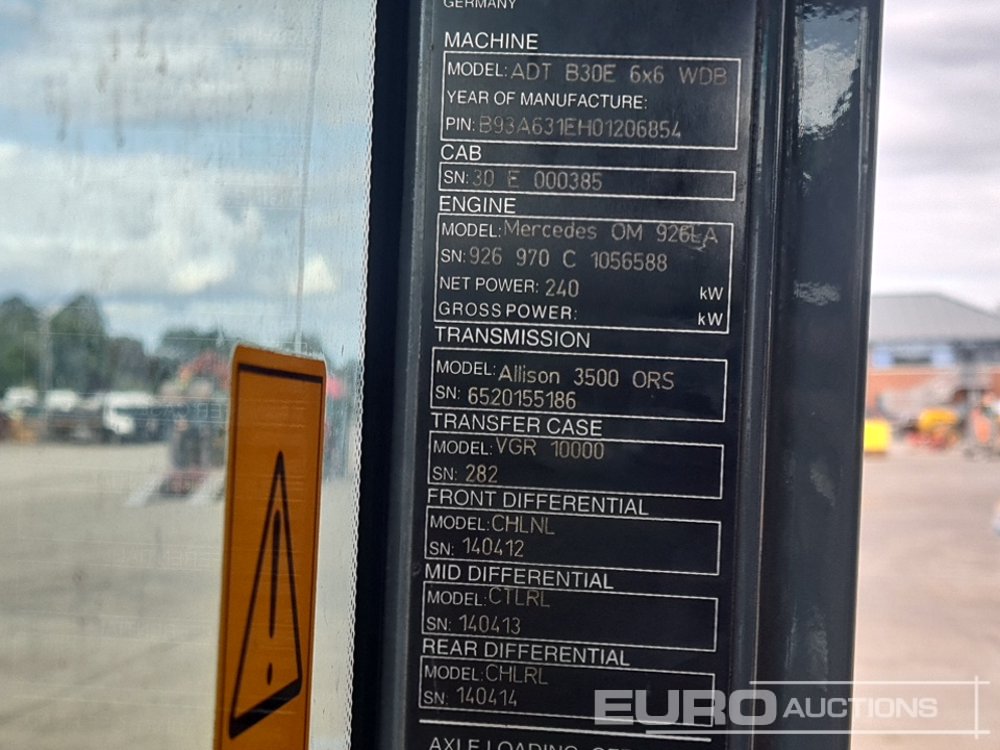 GERMANY
MACHINE
MODEL: ADT B30E 6x6 WDB
YEAR OF MANUFACTURE:
PIN: B93A631EH01206854
CAB
SN: 30 E 000385
ENGINE
MODEL: Mercedes OM 926LA
SN: 926 970 C 1056588
NET POWER: 240 kW
GROSS POWER: kW
TRANSMISSION
MODEL: Allison 3500 ORS
SN: 6520155186
TRANSFER CASE
MODEL: VGR 10000
SN: 282
FRONT DIFFERENTIAL
MODEL: CHLNL
SN: 140412
MID DIFFERENTIAL
MODEL: CTLRL
SN: 140413
REAR DIFFERENTIAL
MODEL: CHLRL
SN: 140414
AXLE LOADING
EURO AUCTIONS